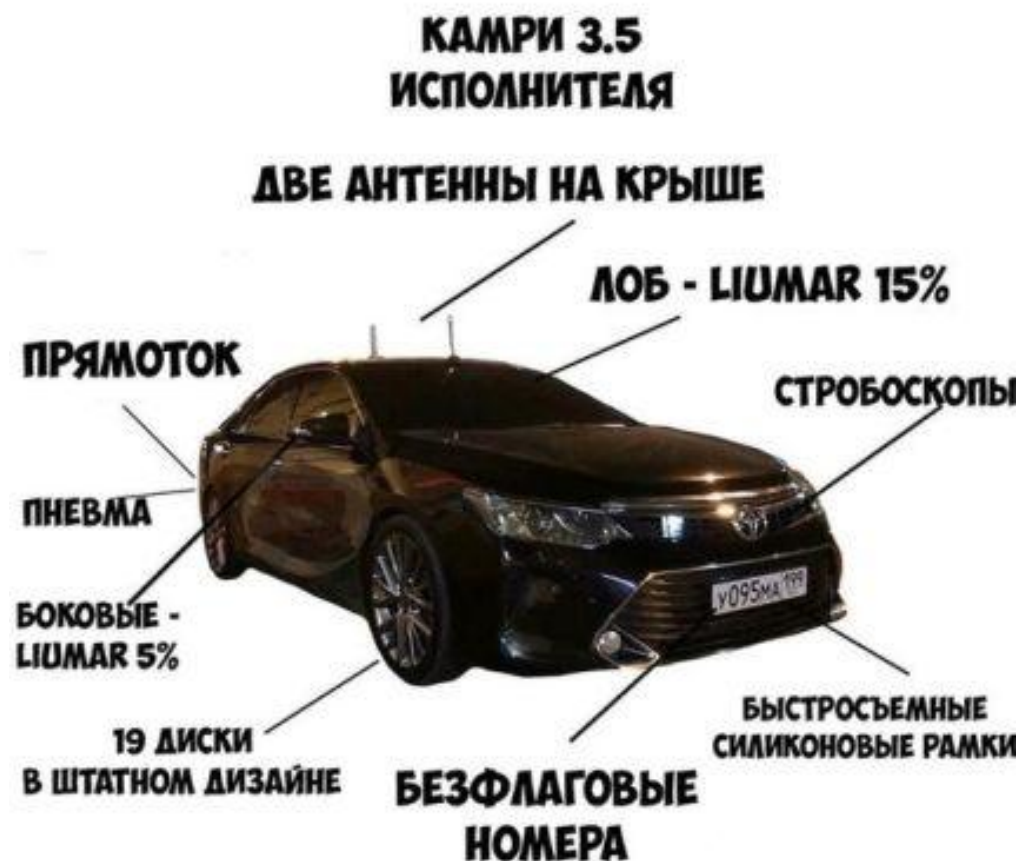 КАМРИ 3.5
ИСПОЛНИТЕЛЯ
ДВЕ АНТЕННЫ НА КРЫШЕ
ЛОБ - LIUMAR 15%
ПРЯМОТОК
СТРОБОСКОПЫ
ПНЕВМА
У095МА 199
БОКОВЫЕ -
LIUMAR 5%
БЫСТРОСЪЕМНЫЕ
СИЛИКОНОВЫЕ РАМКИ
19 ДИСКИ
В ШТАТНОМ ДИЗАЙНЕ
БЕЗФЛАГОВЫЕ
НОМЕРА